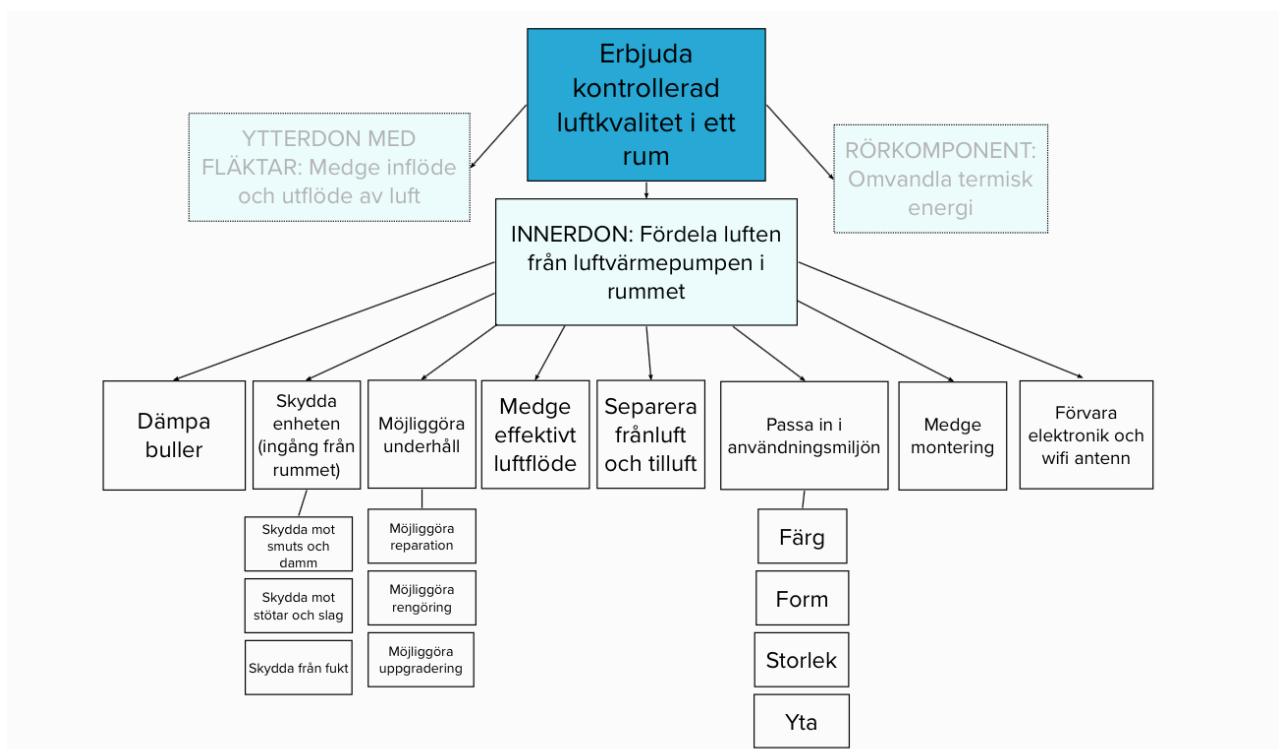 Erbjuda
kontrollerad
luftkvalitet i ett
rum
YTTERDON MED
FLÄKTAR: Medge inflöde
och utflöde av luft
RÖRKOMPONENT:
Omvandla termisk
energi
INNERDON: Fördela luften
från luftvärmepumpen i
rummet
Dämpa
buller
Skydda
enheten
(ingång från
rummet)
Möjliggöra
underhåll
Medge
effektivt
luftflöde
Separera
frånluft
och tilluft
Passa in i
användningsmiljön
Medge
montering
Förvara
elektronik och
wifi antenn
Skydda mot
smuts och
damm
Skydda mot
stötar och slag
Skydda från fukt
Möjliggöra
reparation
Möjliggöra
rengöring
Möjliggöra
uppgradering
Färg
Form
Storlek
Yta